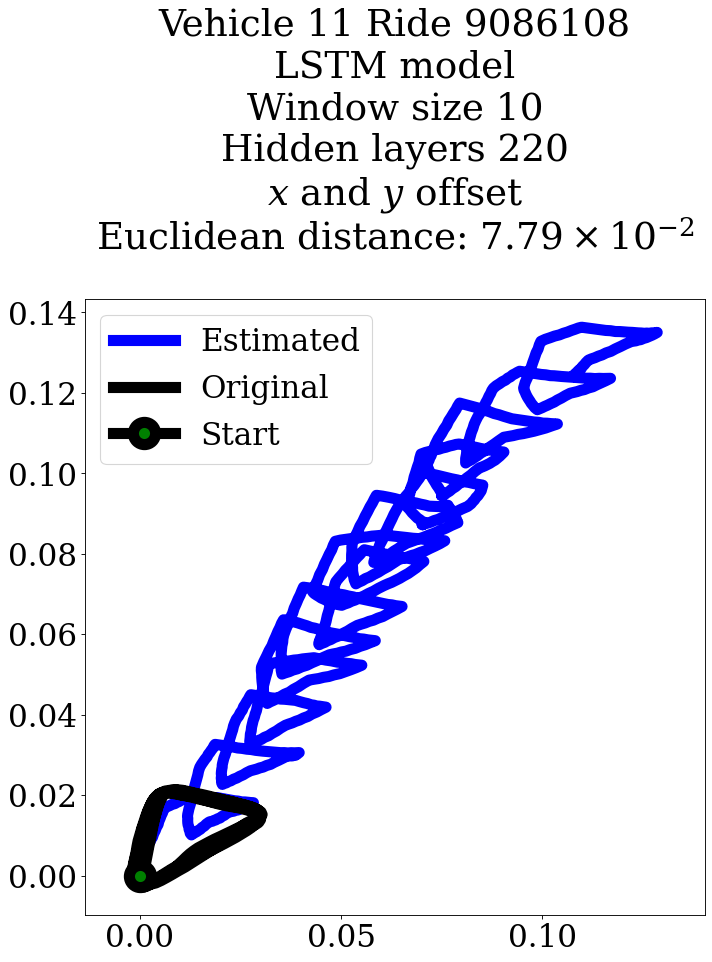 Vehicle 11 Ride 9086108
LSTM model
Window size 10
Hidden layers 220
x and y offset
Euclidean distance: 7.79 × 10⁻²
0.14
0.12
0.10
0.08
0.06
0.04
0.02
0.00
Estimated
Original
Start
0.00 0.05 0.10